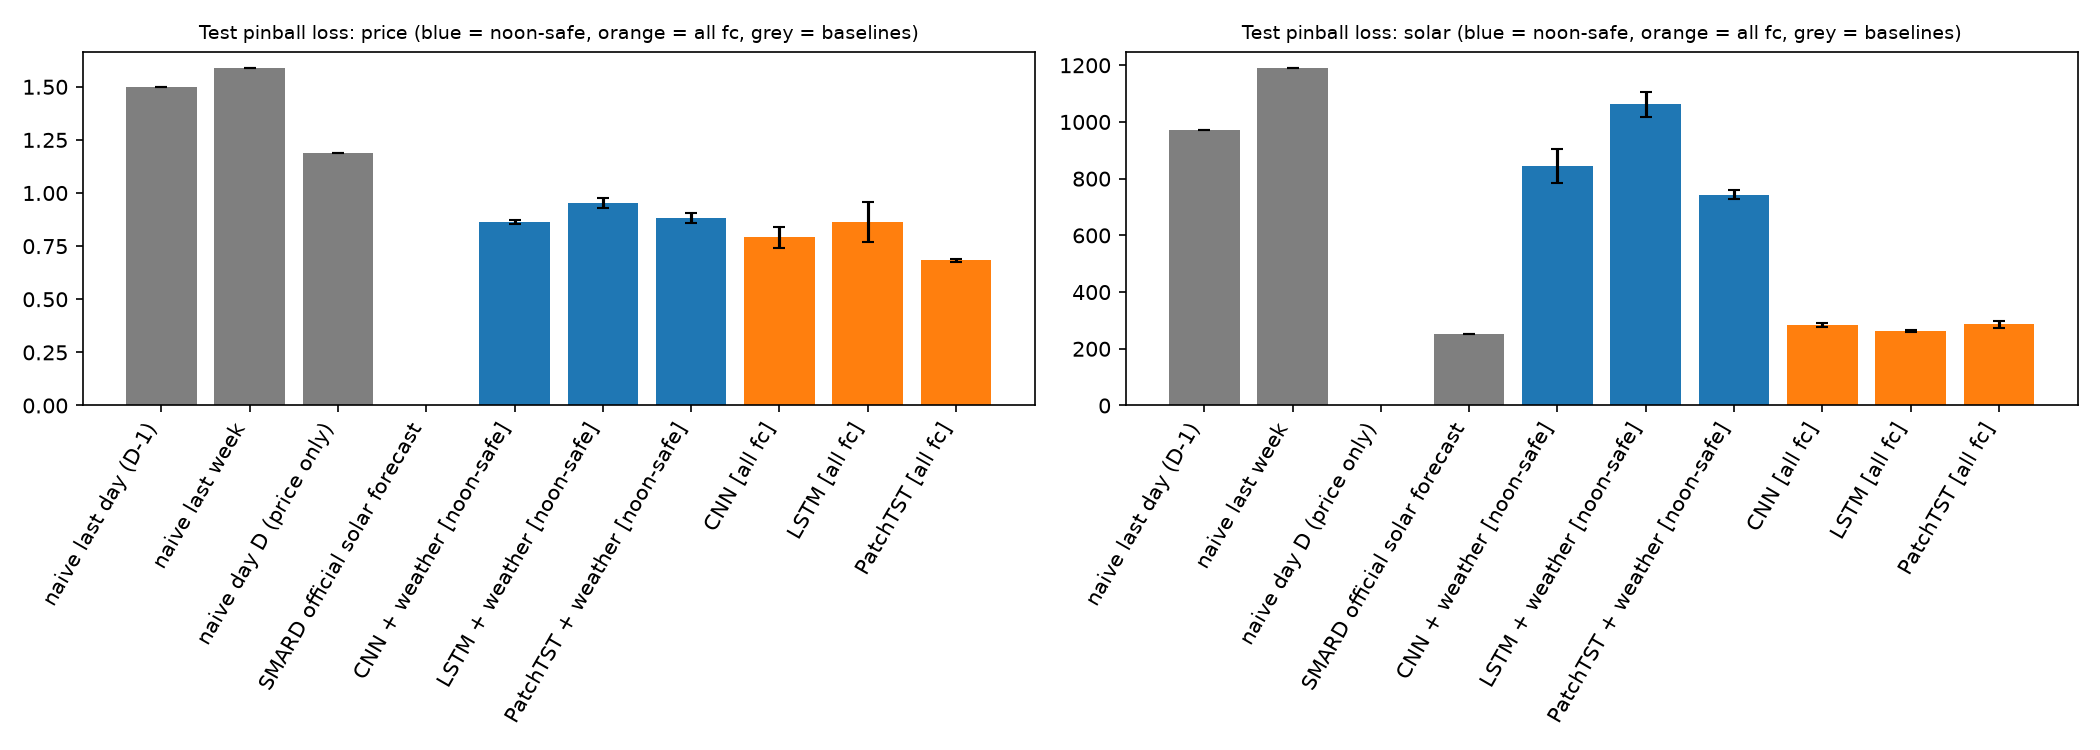 Test pinball loss: price (blue = noon-safe, orange = all fc, grey = baselines)
1.50
1.25
1.00
0.75
0.50
0.25
0.00
naive last day (D-1)
naive last week
naive day D (price only)
SMARD official solar forecast
CNN + weather [noon-safe]
LSTM + weather [noon-safe]
PatchTST + weather [noon-safe]
CNN [all fc]
LSTM [all fc]
PatchTST [all fc]
Test pinball loss: solar (blue = noon-safe, orange = all fc, grey = baselines)
1200
1000
800
600
400
200
0
naive last day (D-1)
naive last week
naive day D (price only)
SMARD official solar forecast
CNN + weather [noon-safe]
LSTM + weather [noon-safe]
PatchTST + weather [noon-safe]
CNN [all fc]
LSTM [all fc]
PatchTST [all fc]